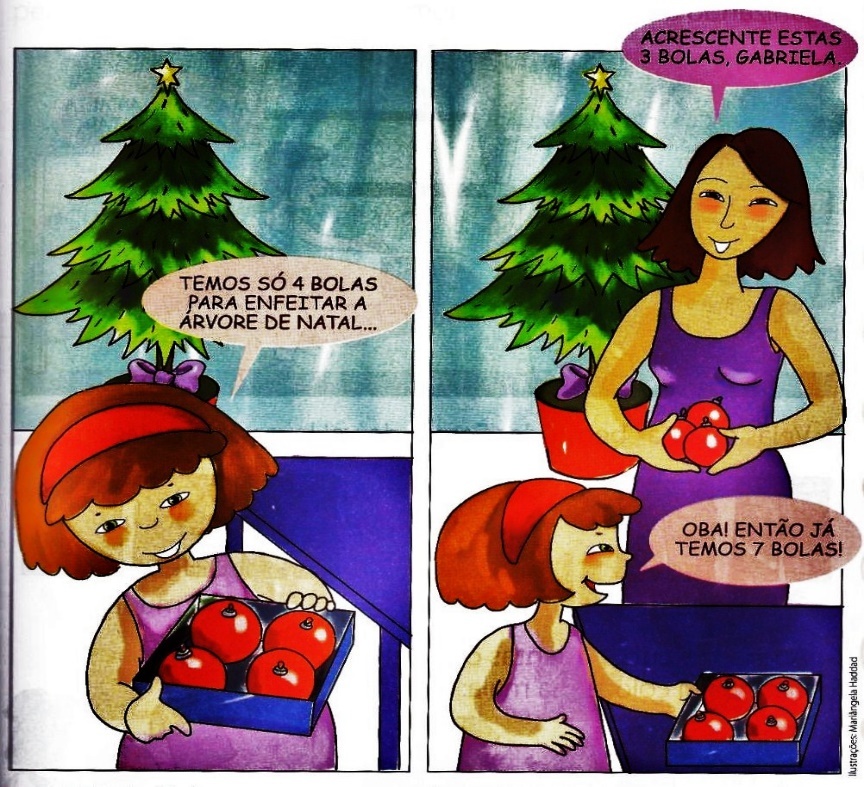 TEMOS SÓ 4 BOLAS
PARA ENFEITAR A
ÁRVORE DE NATAL...
ACRESCENTE ESTAS
3 BOLAS, GABRIELA.
OBA! ENTÃO JÁ
TEMOS 7 BOLAS!
Ilustrações: Mariângela Haddad